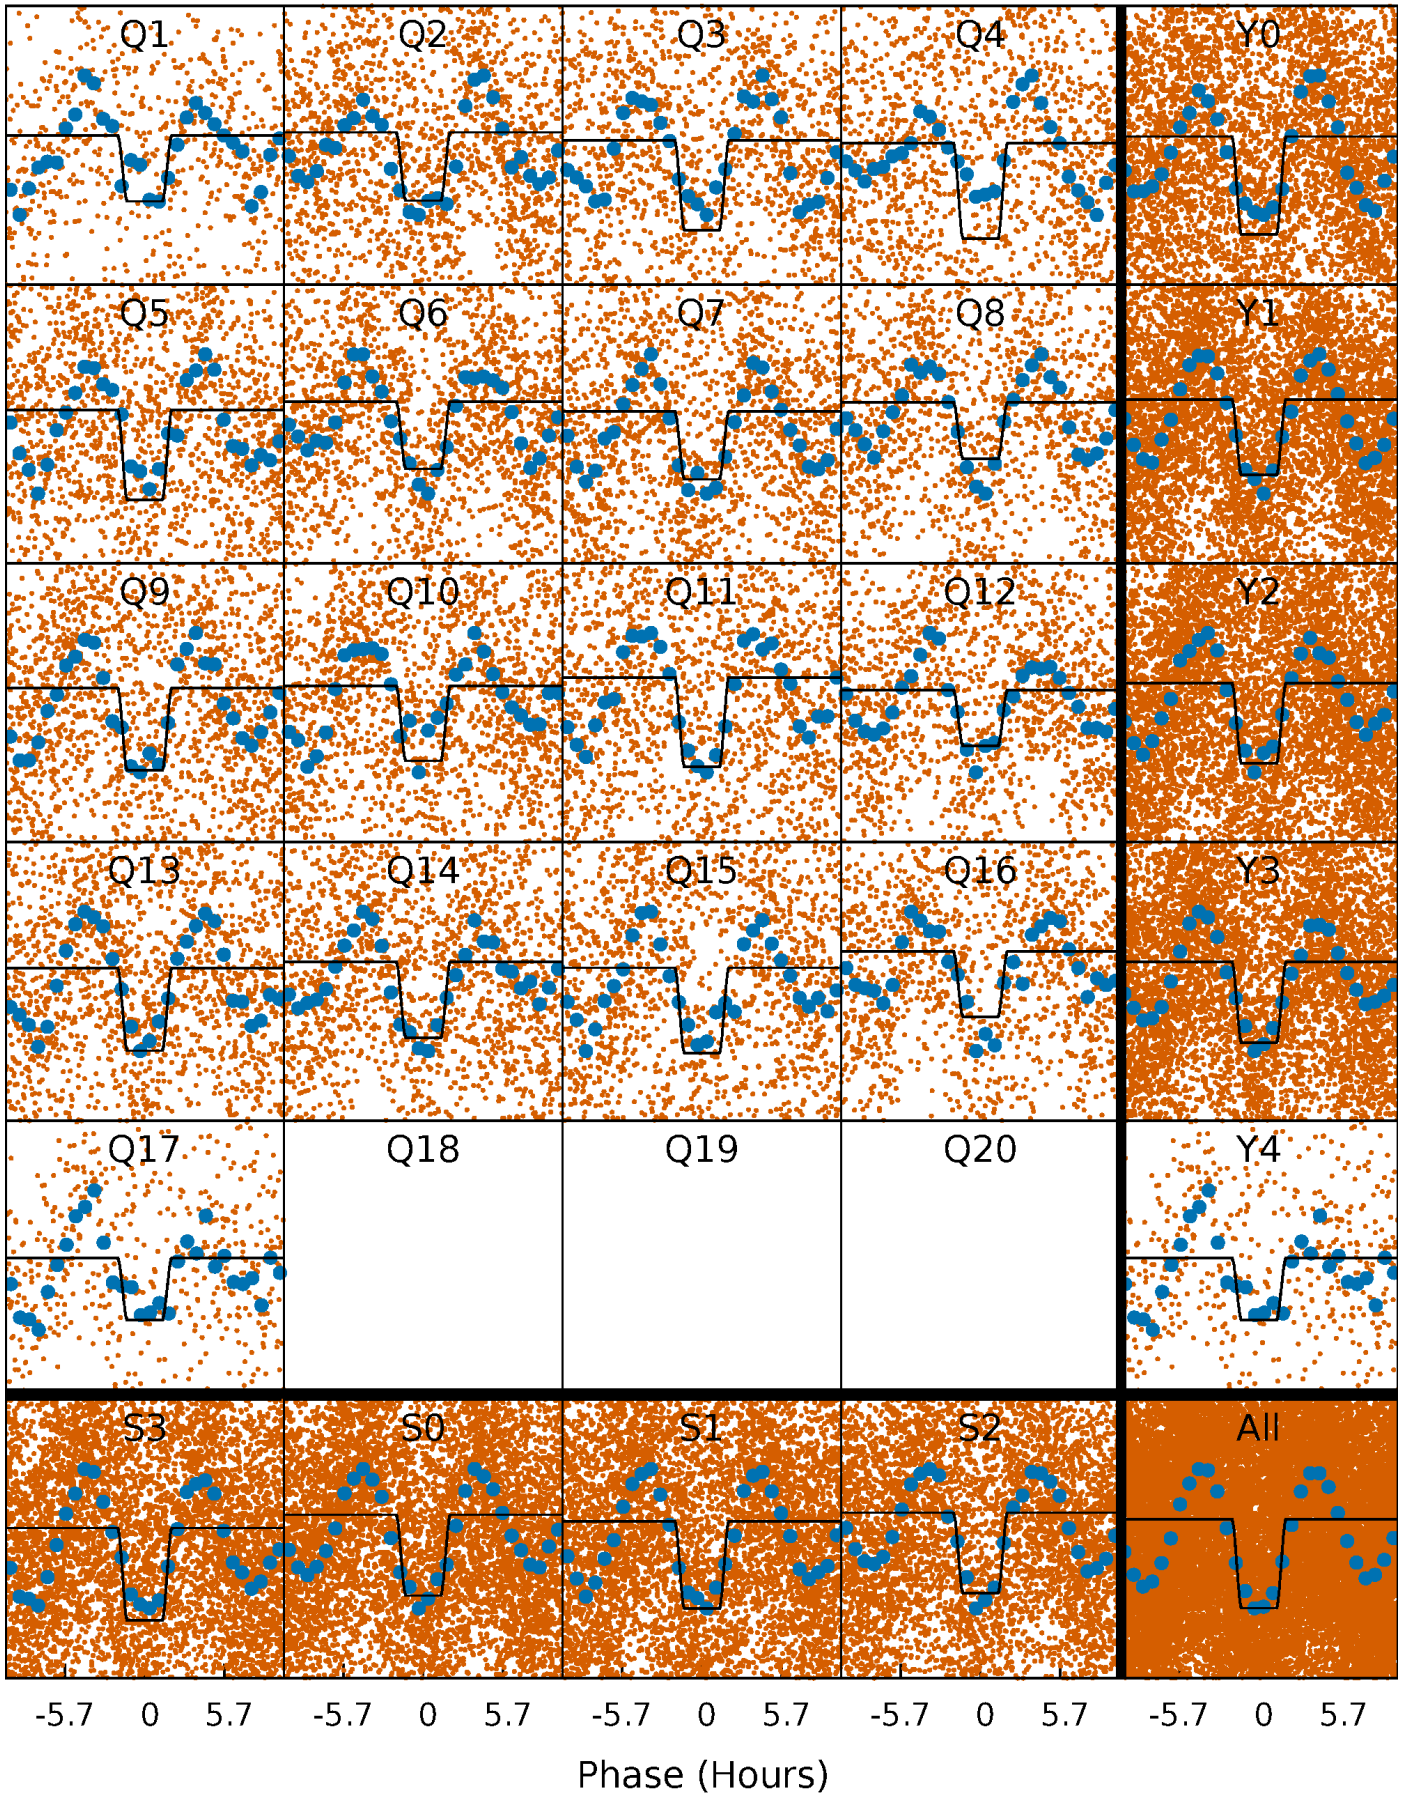 Q1 Q2 Q3 Q4 Y0
Q5 Q6 Q7 Q8 Y1
Q9 Q10 Q11 Q12 Y2
Q13 Q14 Q15 Q16 Y3
Q17 Q18 Q19 Q20 Y4
S3 S0 S1 S2 All
-5.7 0 5.7 -5.7 0 5.7 -5.7 0 5.7 -5.7 0 5.7 -5.7 0 5.7
Phase (Hours)